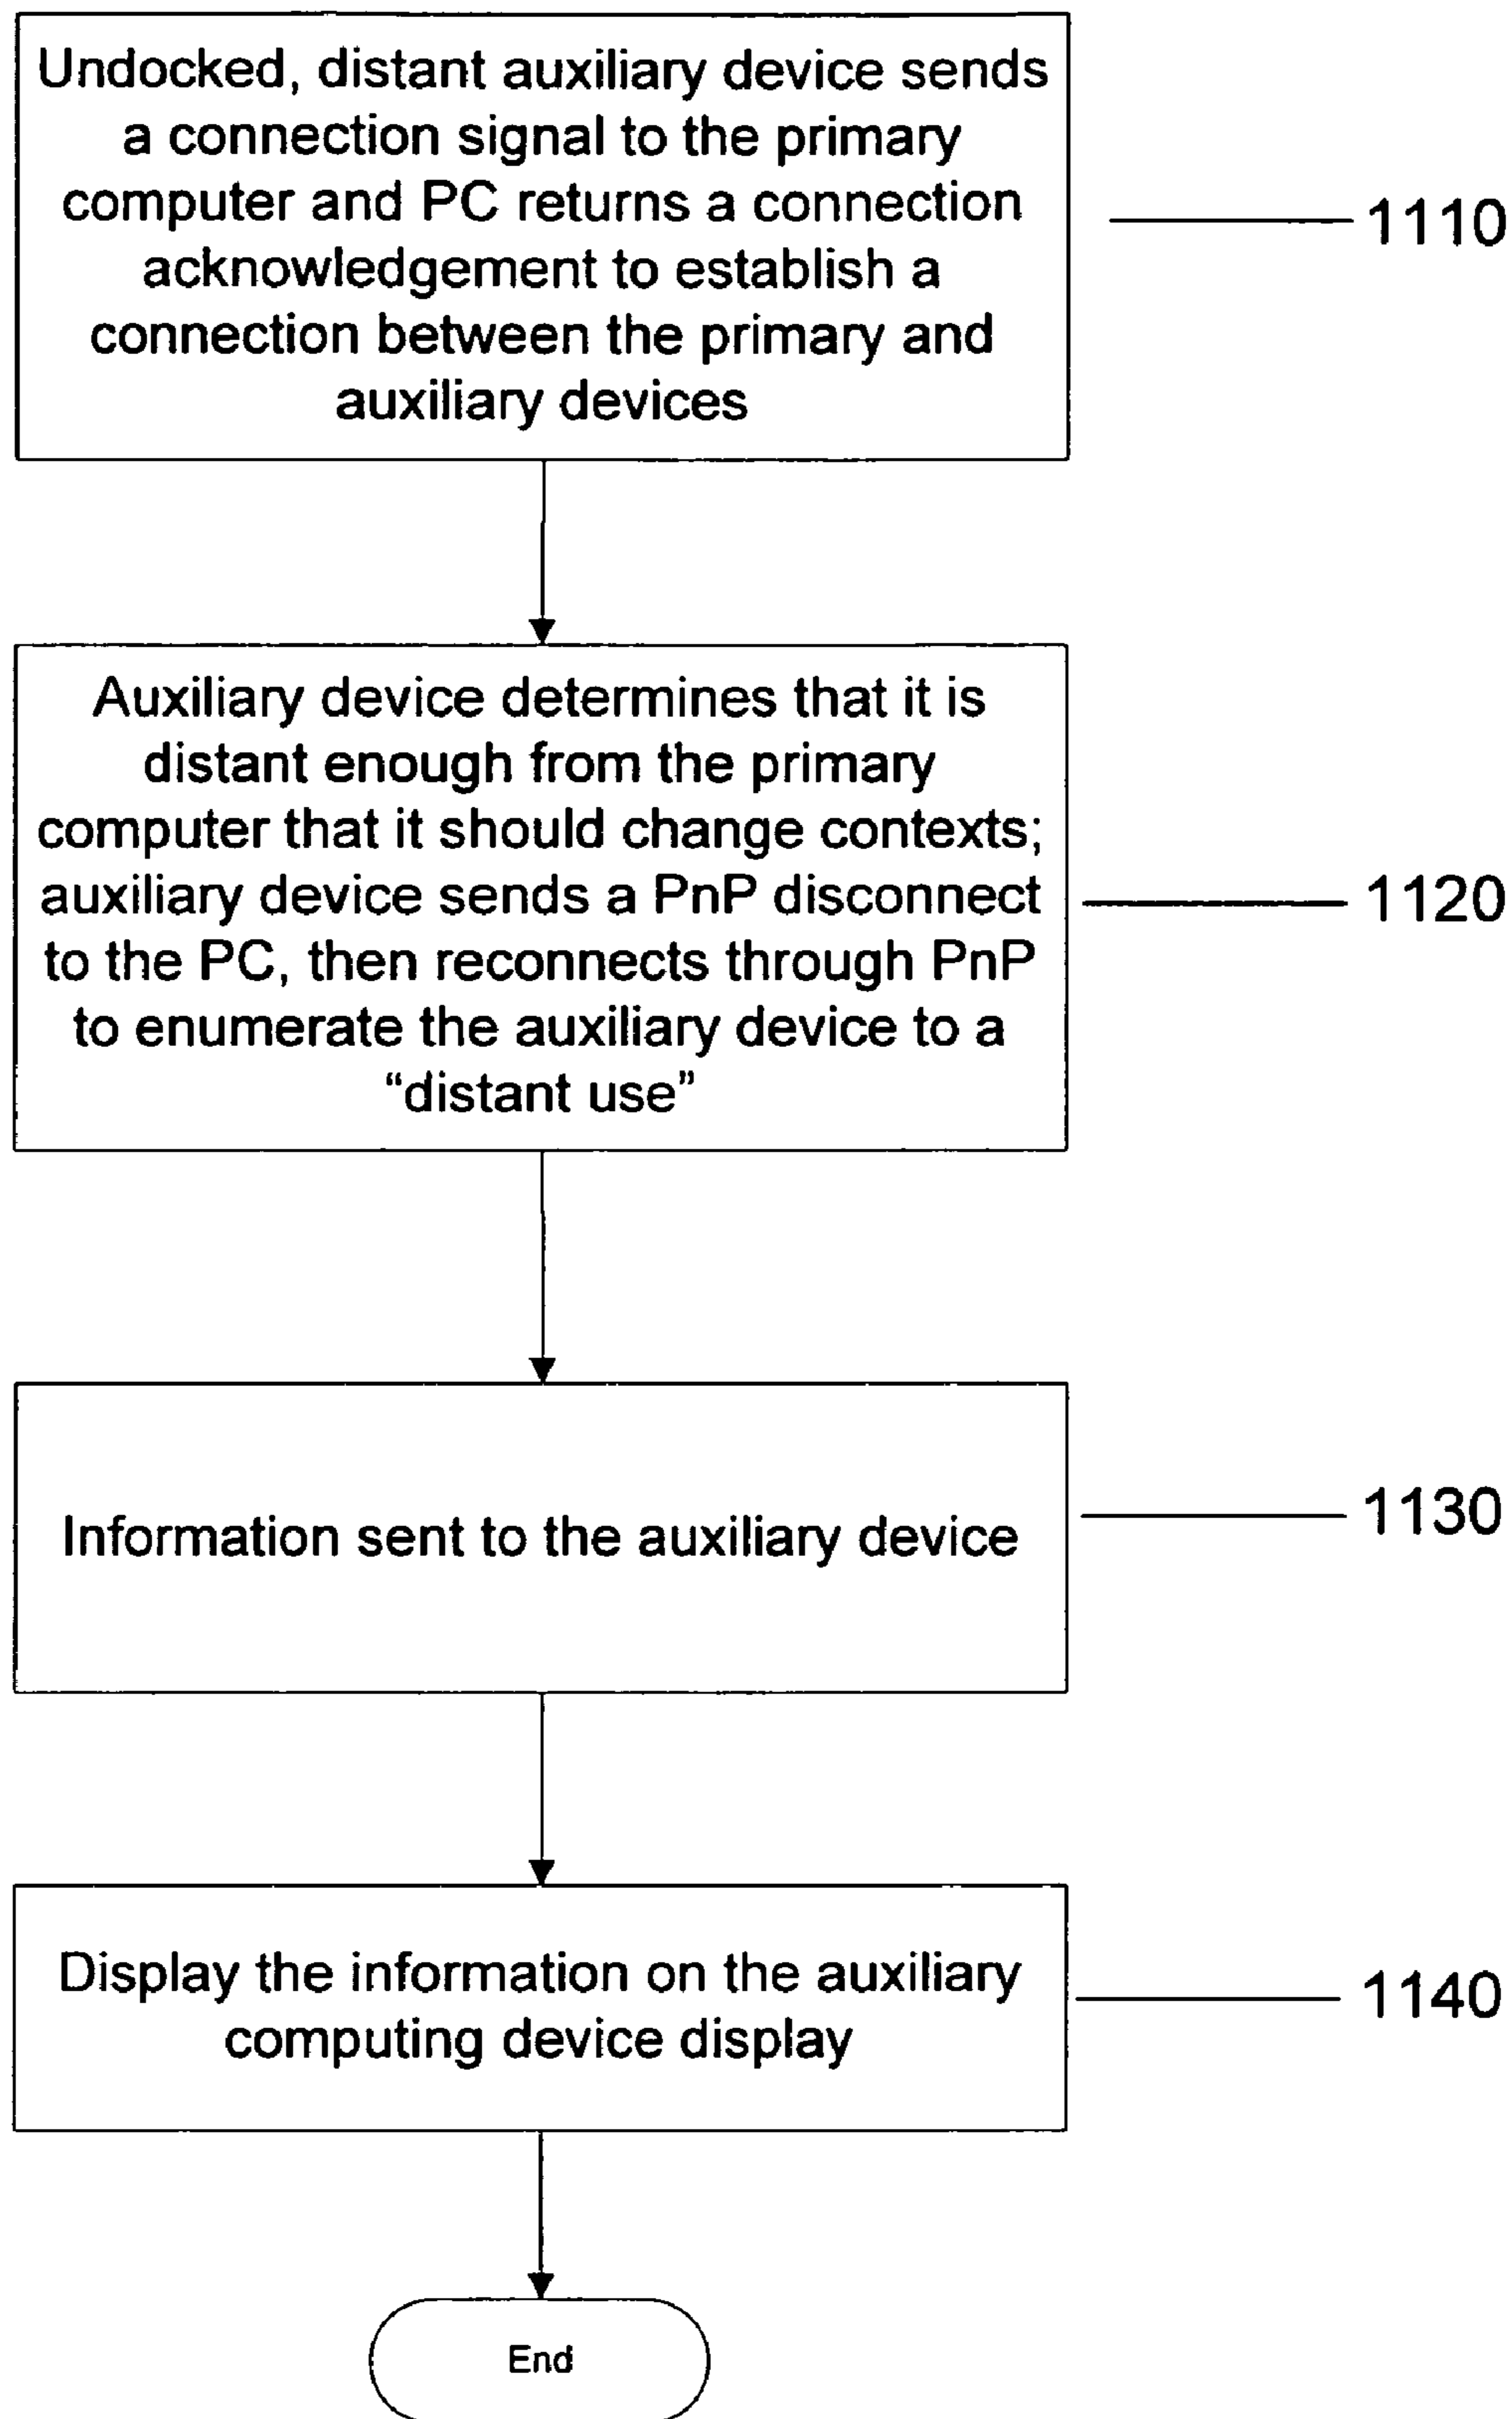 Undocked, distant auxiliary device sends
a connection signal to the primary
computer and PC returns a connection
acknowledgement to establish a
connection between the primary and
auxiliary devices
1110
Auxiliary device determines that it is
distant enough from the primary
computer that it should change contexts;
auxiliary device sends a PnP disconnect
to the PC, then reconnects through PnP
to enumerate the auxiliary device to a
“distant use”
1120
Information sent to the auxiliary device
1130
Display the information on the auxiliary
computing device display
1140
End